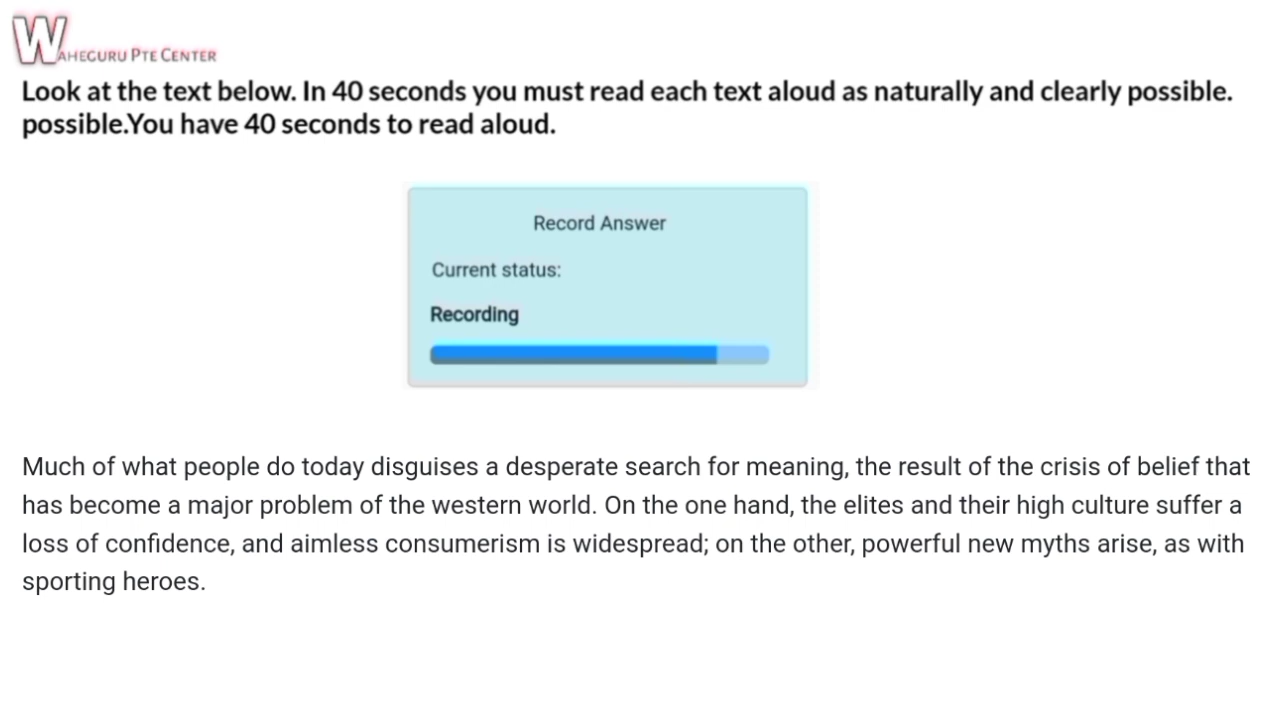 WAHEGURU PTE CENTER
Look at the text below. In 40 seconds you must read each text aloud as naturally and clearly possible.
possible.You have 40 seconds to read aloud.
Record Answer
Current status:
Recording
Much of what people do today disguises a desperate search for meaning, the result of the crisis of belief that
has become a major problem of the western world. On the one hand, the elites and their high culture suffer a
loss of confidence, and aimless consumerism is widespread; on the other, powerful new myths arise, as with
sporting heroes.